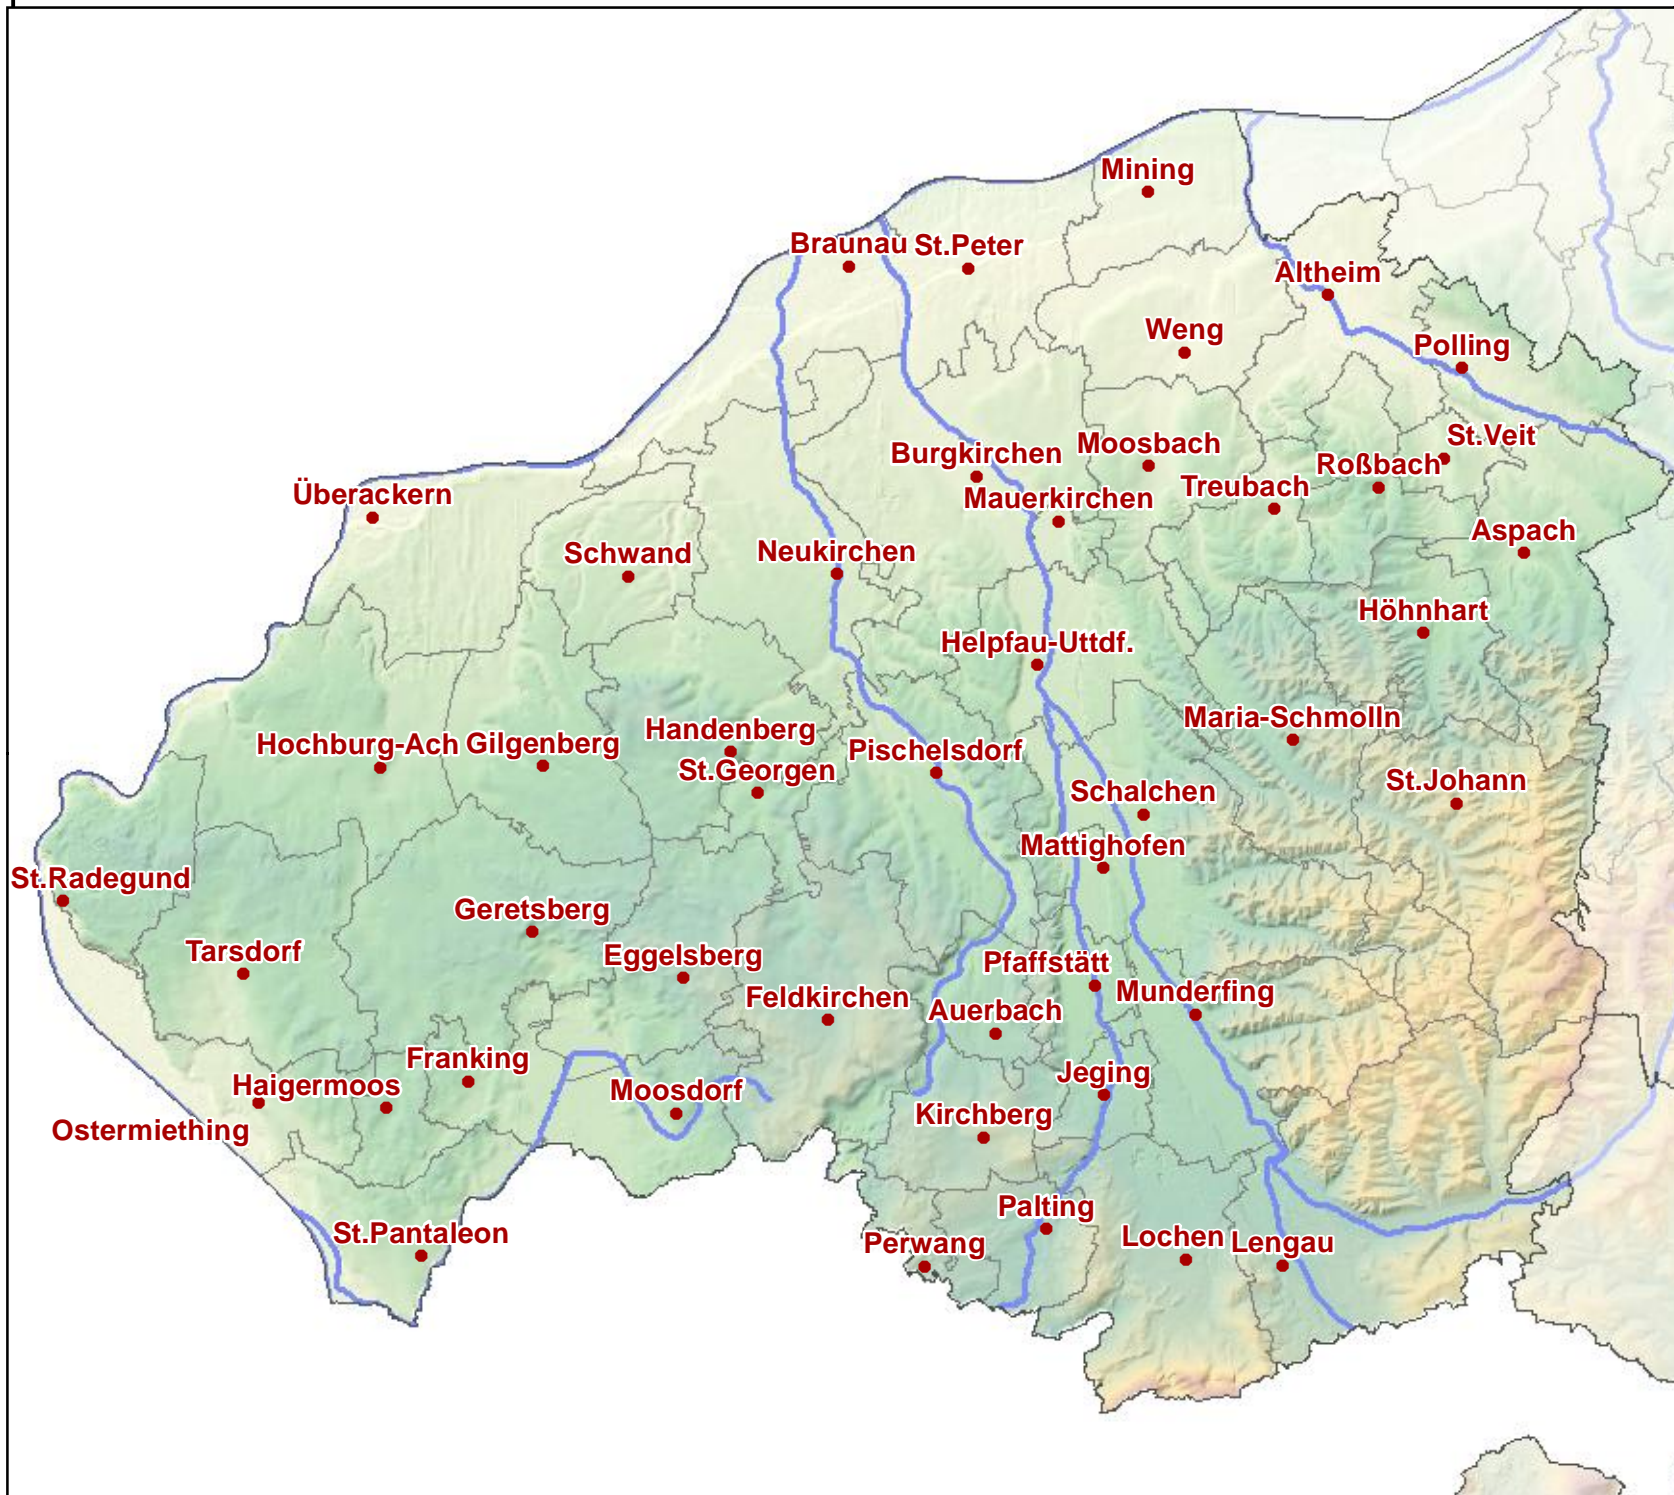 Mining
Braunau
St.Peter
Altheim
Weng
Polling
St.Veit
Burgkirchen
Moosbach
Roßbach
Überackern
Mauerkirchen
Treubach
Schwand
Neukirchen
Aspach
Höhnhart
Helpfau-Uttdf.
Maria-Schmolln
Hochburg-Ach
Gilgenberg
Handenberg
Pischelsdorf
St.Georgen
St.Johann
Schalchen
Mattighofen
St.Radegund
Geretsberg
Tarsdorf
Eggelsberg
Pfaffstätt
Feldkirchen
Munderfing
Auerbach
Franking
Jeging
Haigermoos
Moosdorf
Kirchberg
Ostermiething
Palting
St.Pantaleon
Perwang
Lochen
Lengau